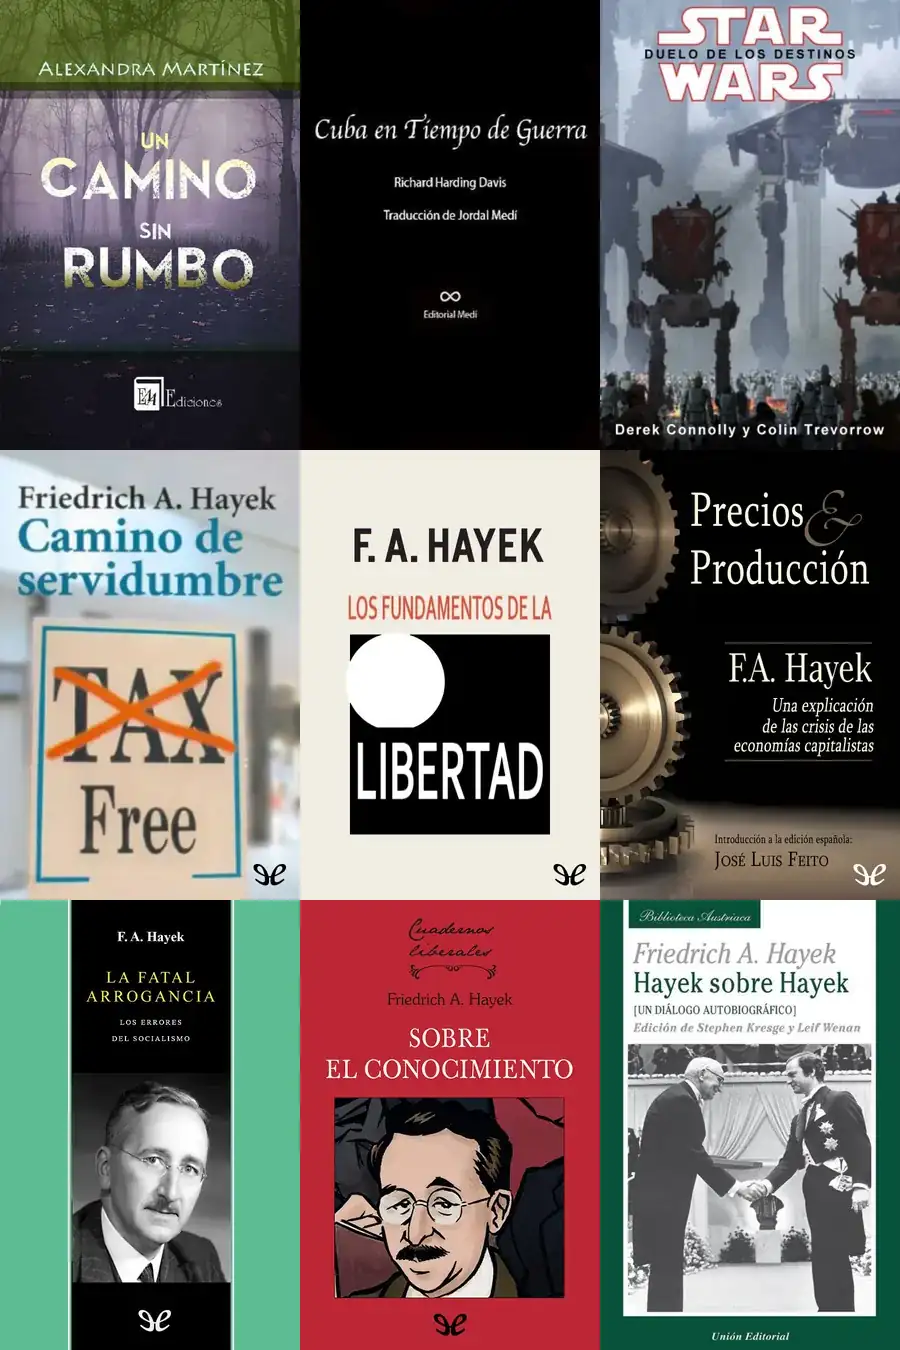 ALEXANDRA MARTÍNEZ
UN
CAMINO
SIN
RUMBO
EM Ediciones
Cuba en Tiempo de Guerra
Richard Harding Davis
Traducción de Jordal Medí
Editorial Medí
STAR
DUELO DE LOS DESTINOS
WARS
Derek Connolly y Colin Trevorrow
Friedrich A. Hayek
Camino de
servidumbre
TAX
Free
F. A. HAYEK
LOS FUNDAMENTOS DE LA
LIBERTAD
Precios &
Producción
F.A. Hayek
Una explicación
de las crisis de las
economías capitalistas
Introducción a la edición española:
JOSÉ LUIS FEITO
F. A. Hayek
LA FATAL
ARROGANCIA
LOS ERRORES
DEL SOCIALISMO
Cuadernos
liberales
Friedrich A. Hayek
SOBRE
EL CONOCIMIENTO
Biblioteca Austriaca
Friedrich A. Hayek
Hayek sobre Hayek
[UN DIÁLOGO AUTOBIOGRÁFICO]
Edición de Stephen Kresge y Leif Wenan
Unión Editorial